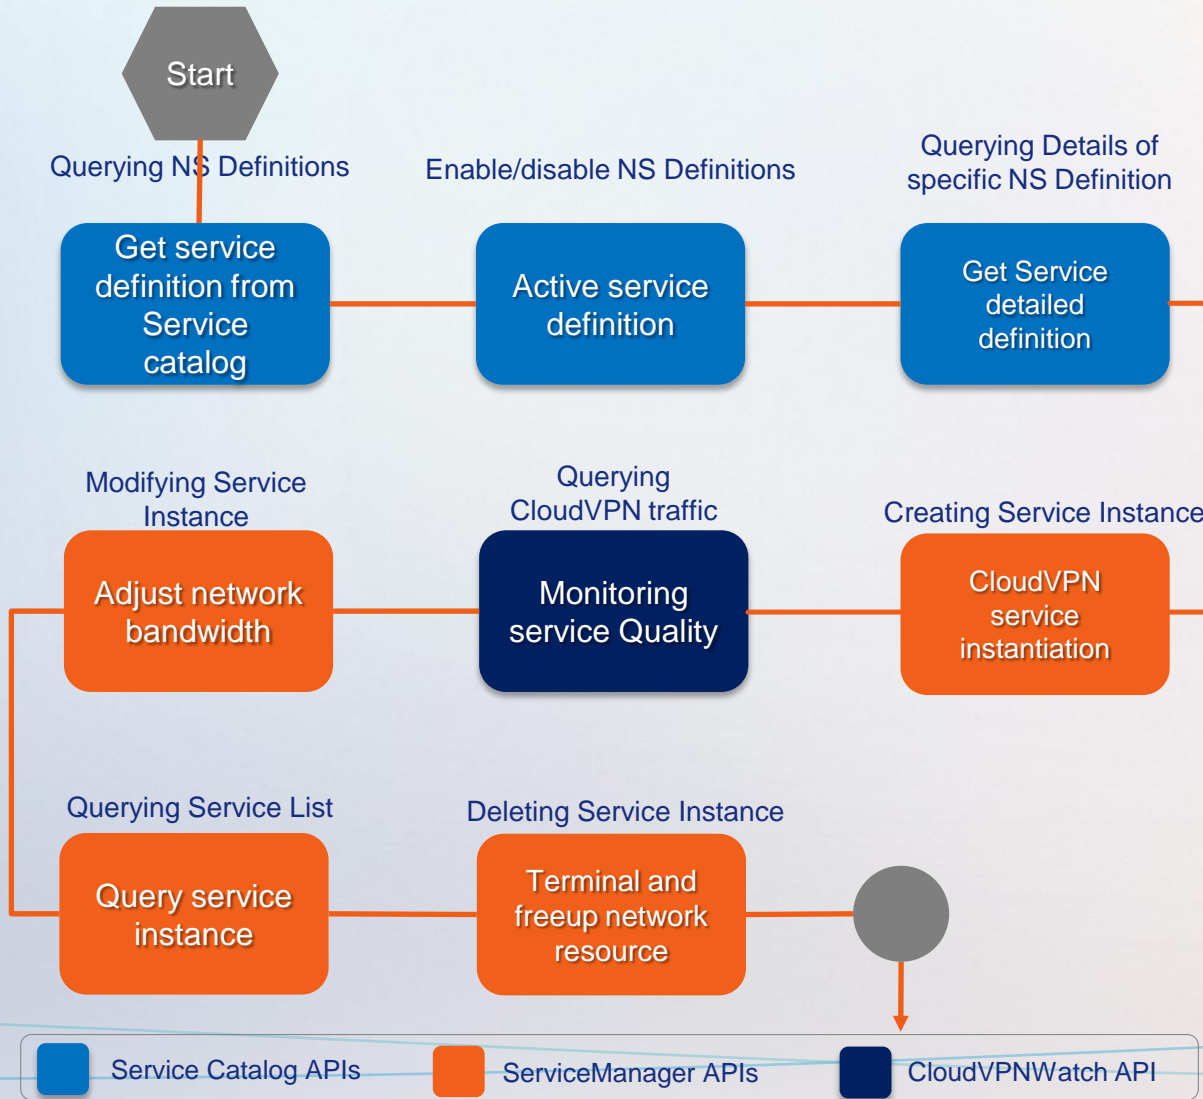 Start
Querying NS Definitions
Enable/disable NS Definitions
Querying Details of
specific NS Definition
Get service
definition from
Service
catalog
Active service
definition
Get Service
detailed
definition
Modifying Service
Instance
Querying
CloudVPN traffic
Creating Service Instance
Adjust network
bandwidth
Monitoring
service Quality
CloudVPN
service
instantiation
Querying Service List
Deleting Service Instance
Query service
instance
Terminal and
freeup network
resource
Service Catalog APIs
ServiceManager APIs
CloudVPNWatch API